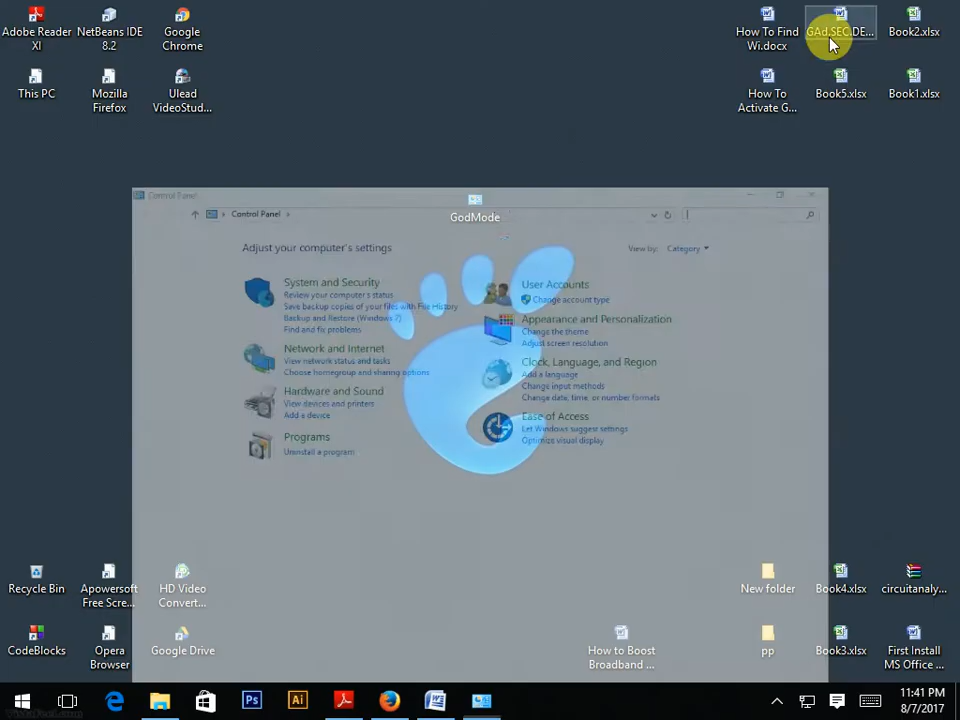 Adobe Reader
XI
NetBeans IDE
8.2
Google
Chrome
How To Find
Wi.docx
GAd.SEC.DE...
Book2.xlsx
This PC
Mozilla
Firefox
Ulead
VideoStud...
How To
Activate G...
Book5.xlsx
Book1.xlsx
Control Panel
GodMode
Control Panel
Adjust your computer's settings
View by: Category
System and Security
Review your computer's status
Save backup copies of your files with File History
Backup and Restore (Windows 7)
Find and fix problems
Network and Internet
View network status and tasks
Choose homegroup and sharing options
Hardware and Sound
View devices and printers
Add a device
Programs
Uninstall a program
User Accounts
Change account type
Appearance and Personalization
Change the theme
Adjust screen resolution
Clock, Language, and Region
Add a language
Change input methods
Change date, time, or number formats
Ease of Access
Let Windows suggest settings
Optimize visual display
Recycle Bin
Apowersoft
Free Scre...
HD Video
Convert...
New folder
Book4.xlsx
circuitanaly...
CodeBlocks
Opera
Browser
Google Drive
How to Boost
Broadband ...
pp
Book3.xlsx
First Install
MS Office ...
Ps
Ai
11:41 PM
8/7/2017